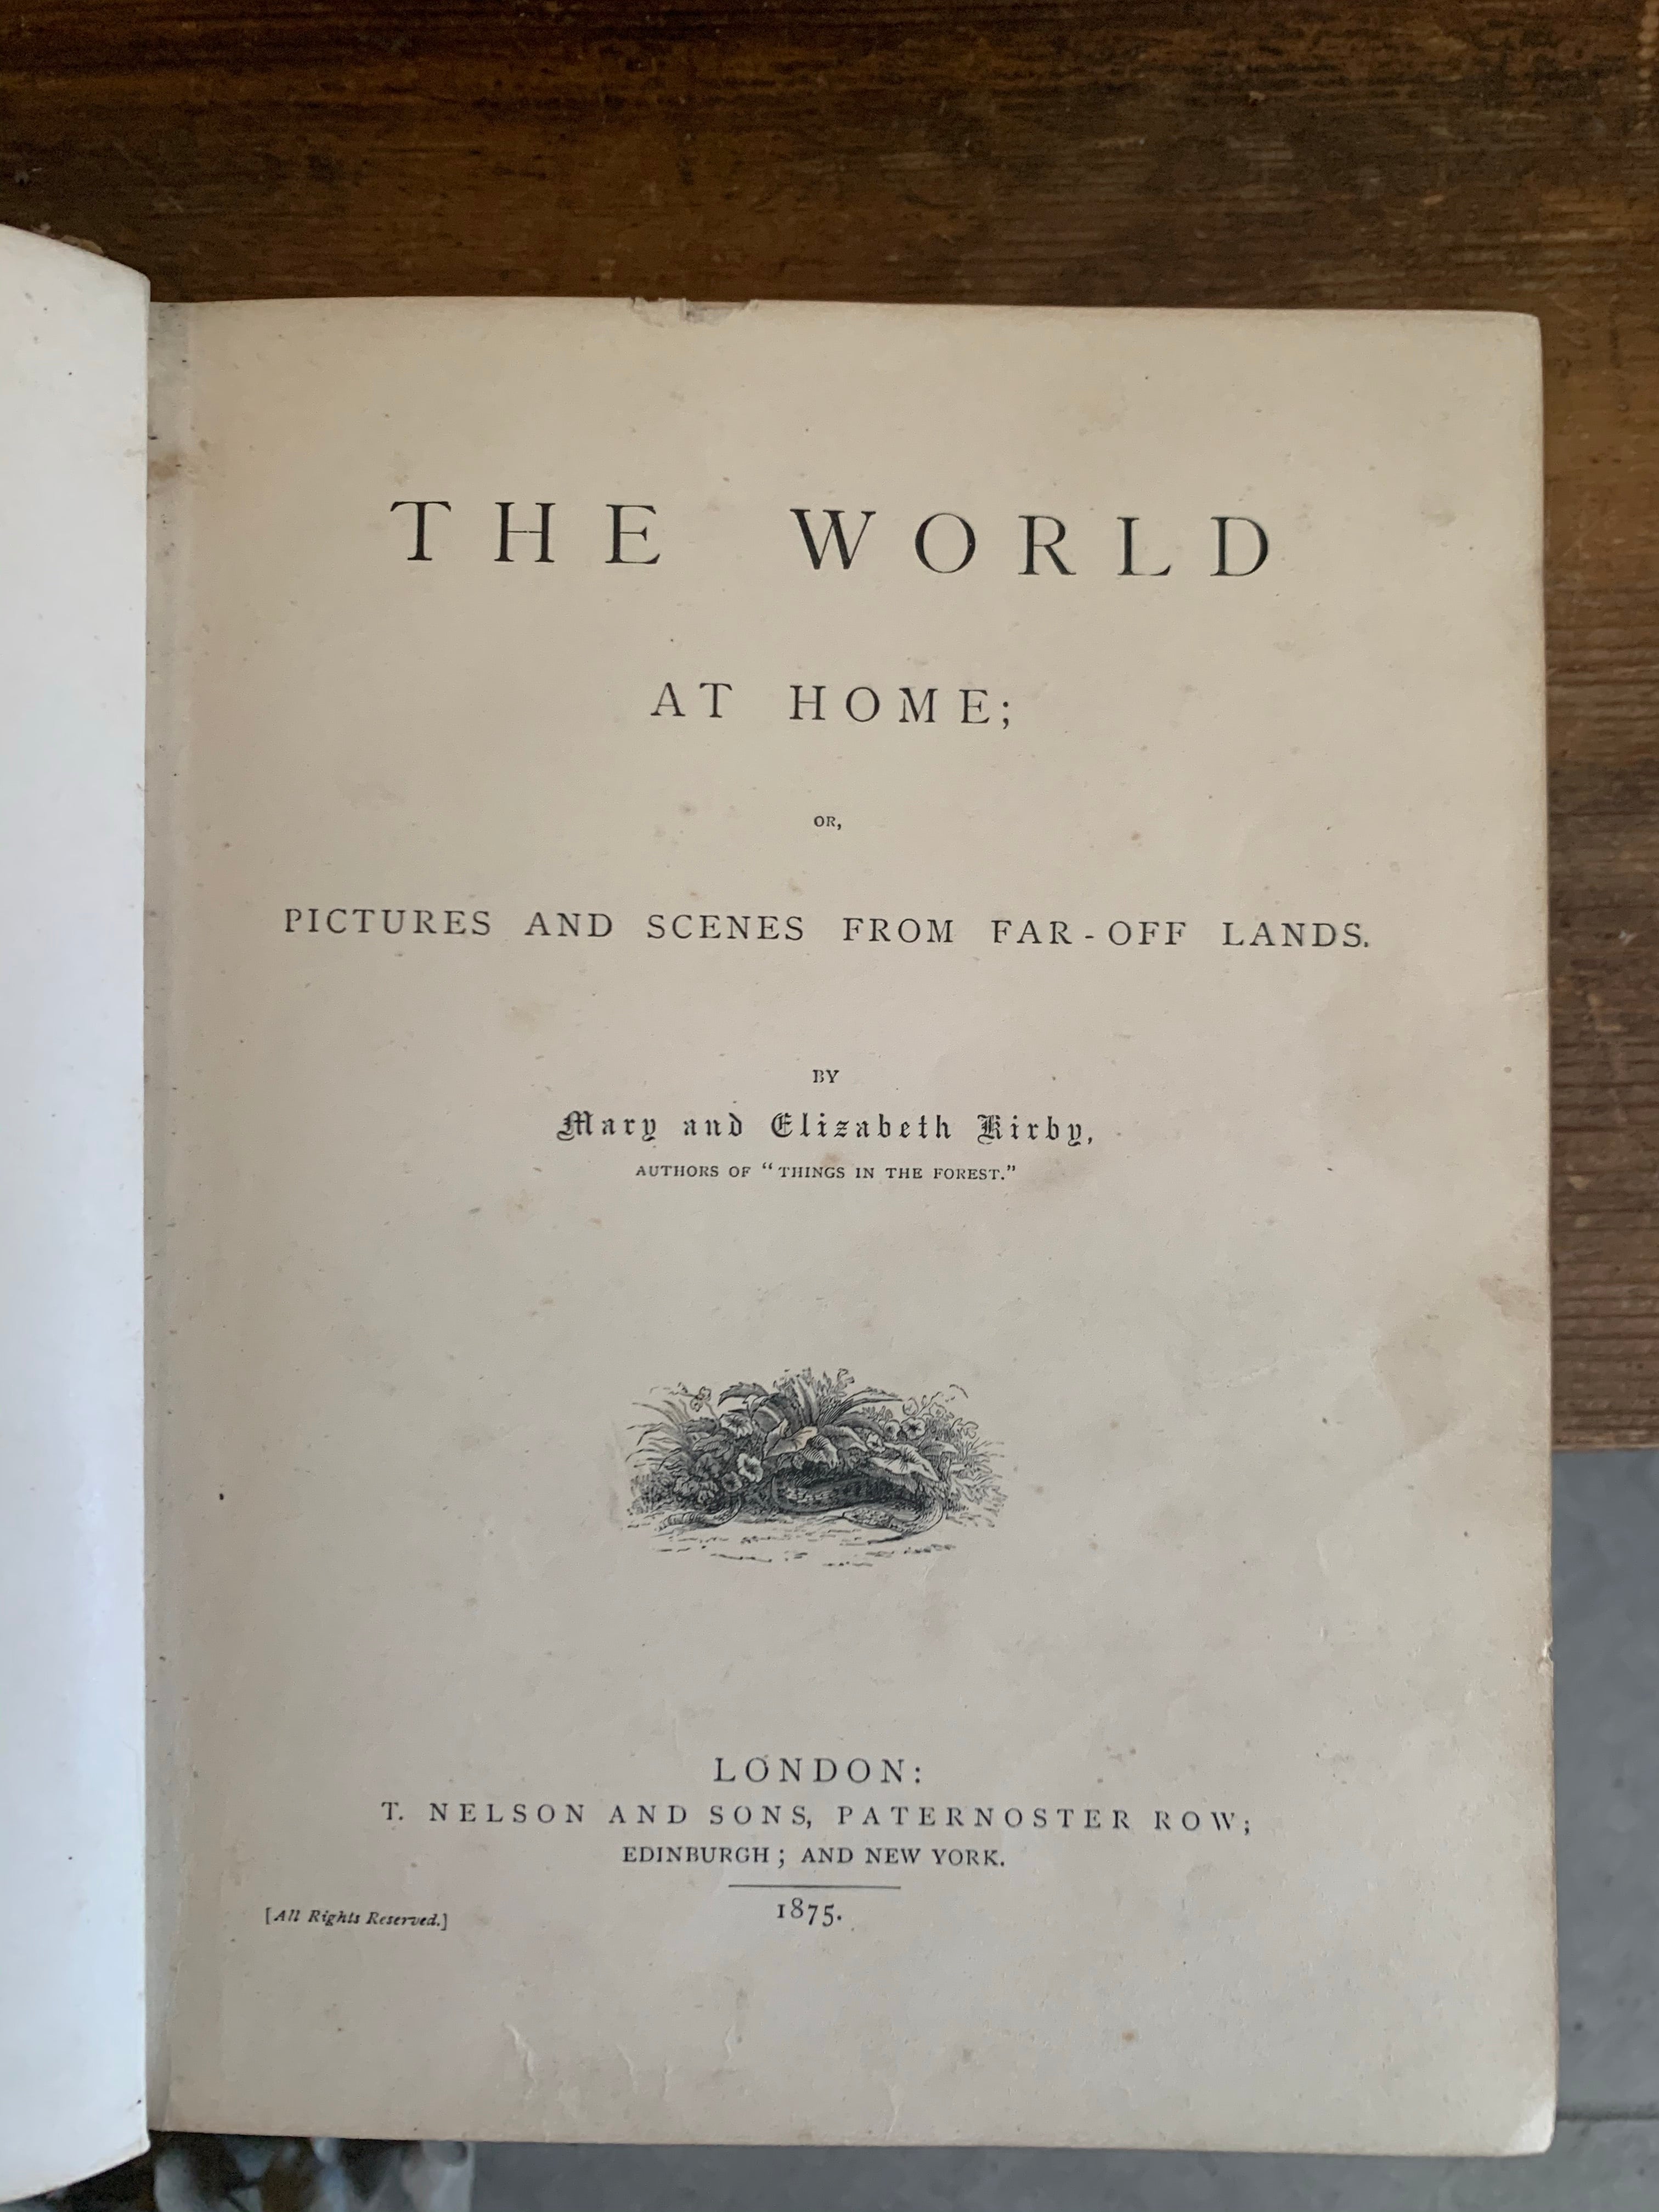 THE WORLD
AT HOME;
OR,
PICTURES AND SCENES FROM FAR-OFF LANDS.
BY
Mary and Elizabeth Kirby,
AUTHORS OF "THINGS IN THE FOREST."
LONDON:
T. NELSON AND SONS, PATERNOSTER ROW;
EDINBURGH; AND NEW YORK.
1875.
[All Rights Reserved.]